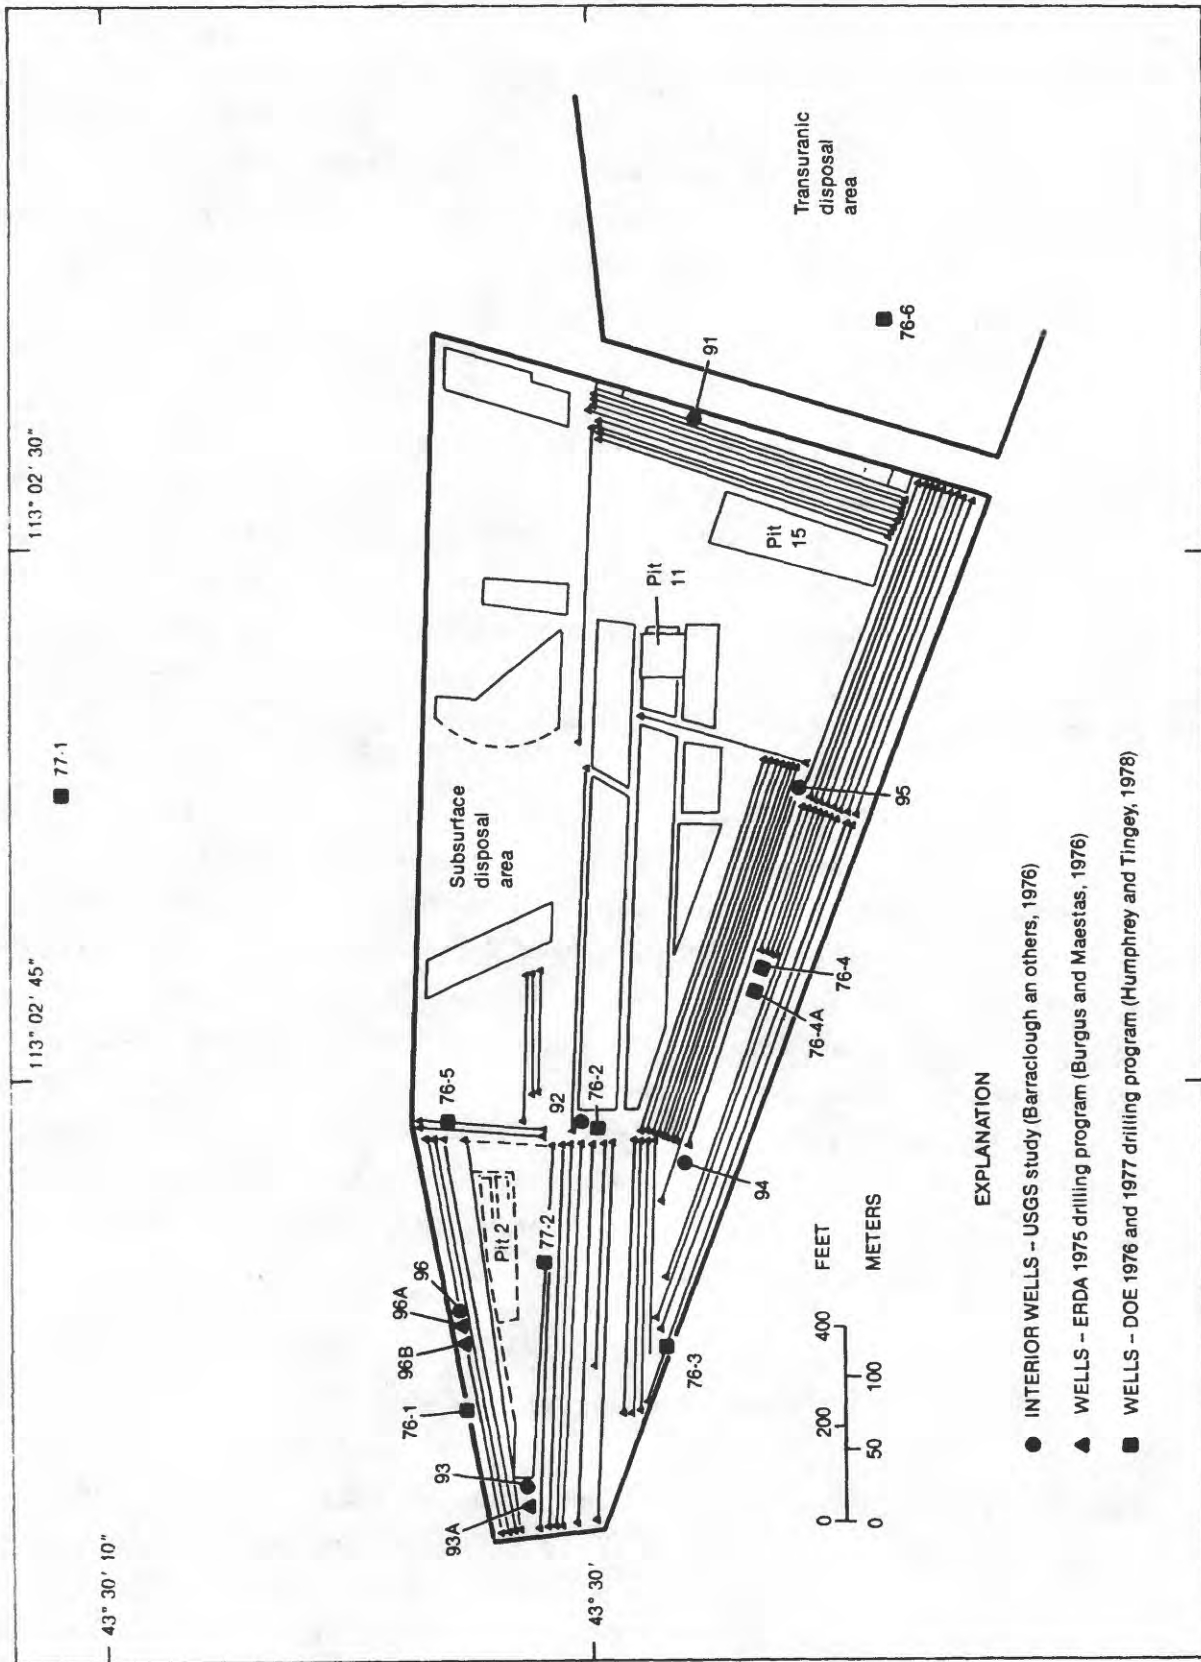 113° 02' 45"
113° 02' 30"
43° 30' 10"
43° 30'
77-1
Subsurface
disposal
area
Transuranic
disposal
area
76-5
92
76-2
Pit 2
77-2
96
96A
96B
76-1
93
93A
94
76-3
76-4A
76-4
95
Pit
11
Pit
15
91
76-6
0 200 400 FEET
0 50 100 METERS
EXPLANATION
INTERIOR WELLS – USGS study (Barraclough an others, 1976)
WELLS – ERDA 1975 drilling program (Burgus and Maestas, 1976)
WELLS – DOE 1976 and 1977 drilling program (Humphrey and Tingey, 1978)